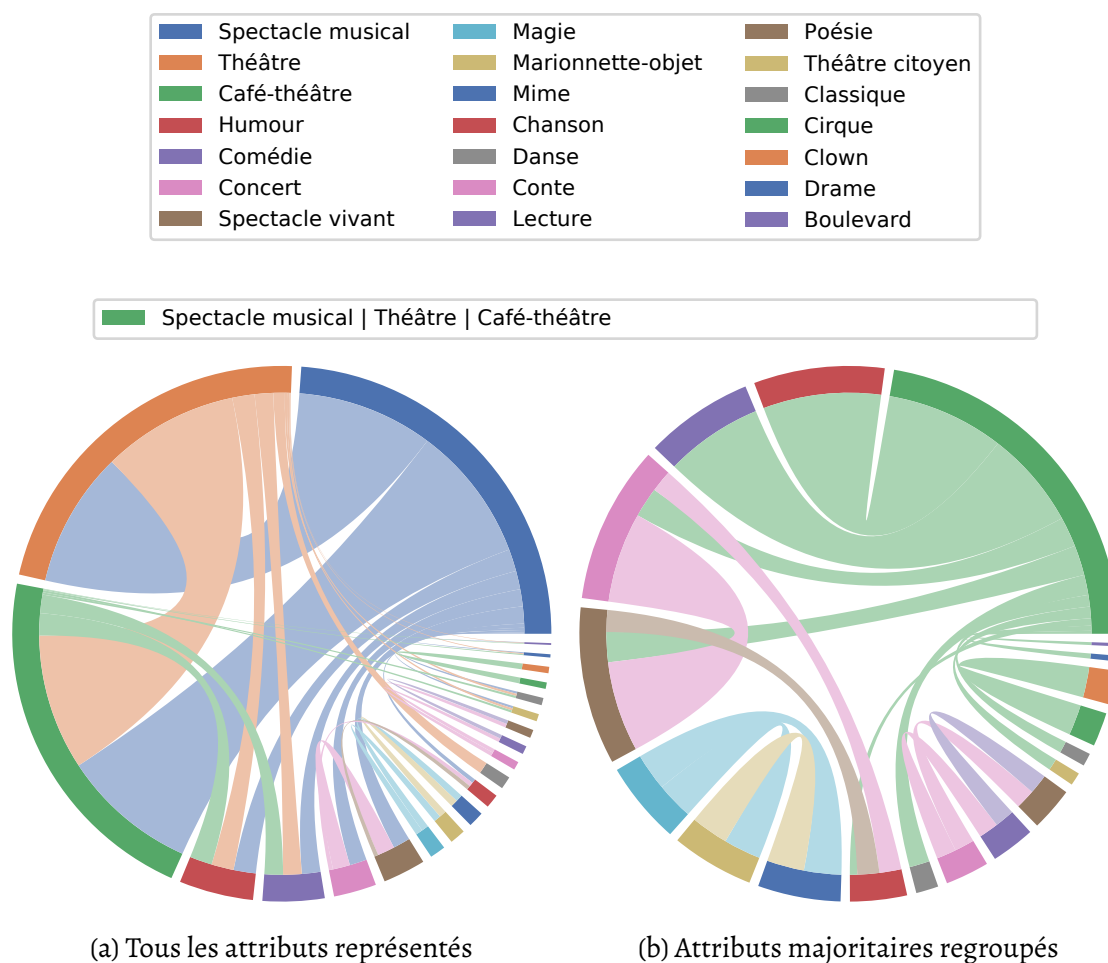 Spectacle musical
Théâtre
Café-théâtre
Humour
Comédie
Concert
Spectacle vivant
Magie
Marionnette-objet
Mime
Chanson
Danse
Conte
Lecture
Poésie
Théâtre citoyen
Classique
Cirque
Clown
Drame
Boulevard
Spectacle musical | Théâtre | Café-théâtre
(a) Tous les attributs représentés
(b) Attributs majoritaires regroupés